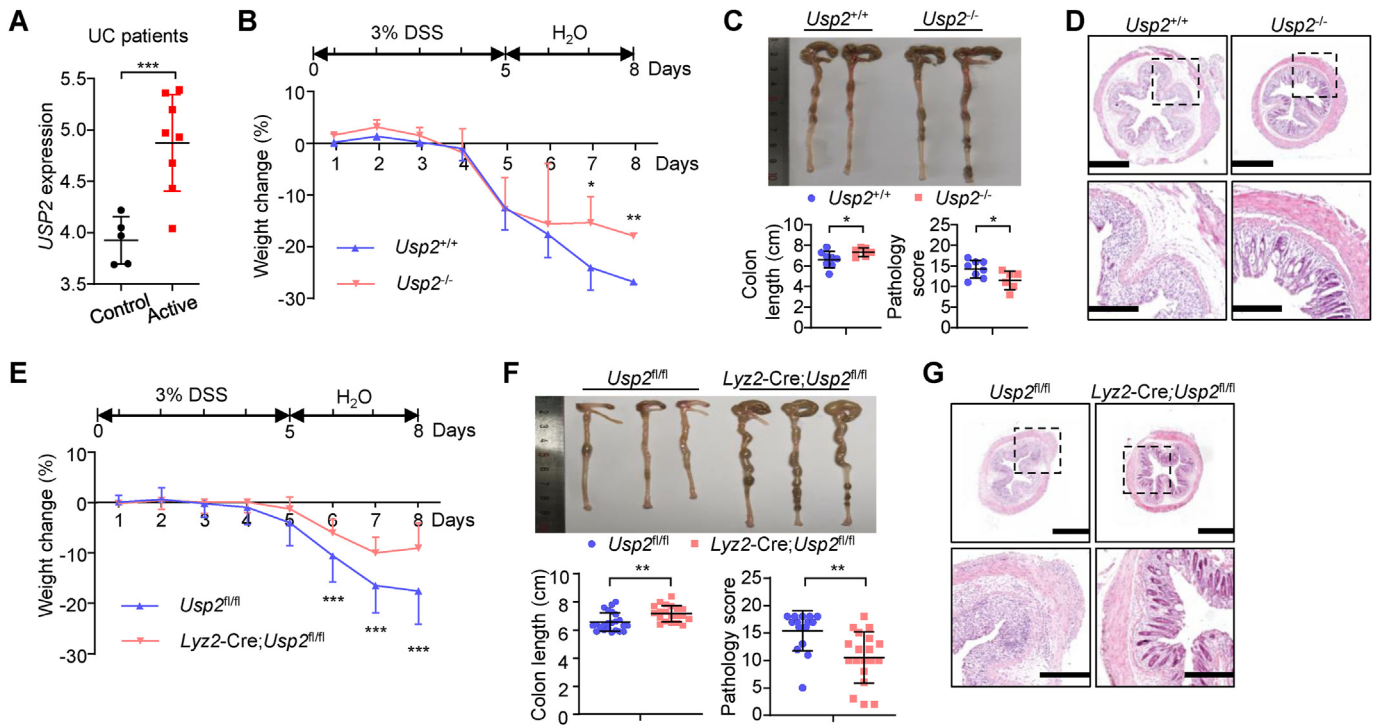 A
UC patients
***
USP2 expression
5.5
5.0
4.5
4.0
3.5
Control
Active
B
3% DSS
H₂O
0
5
8
Days
Weight change (%)
10
0
-10
-20
-30
1 2 3 4 5 6 7 8 Days
*
**
Usp2+/+
Usp2-/-
C
Usp2+/+
Usp2-/-
Usp2+/+
Usp2-/-
Colon length (cm)
10
8
6
4
2
0
*
Pathology score
25
20
15
10
5
0
*
D
Usp2+/+
Usp2-/-
E
3% DSS
H₂O
0
5
8
Days
Weight change (%)
10
0
-10
-20
-30
1 2 3 4 5 6 7 8 Days
***
***
***
Usp2fl/fl
Lyz2-Cre;Usp2fl/fl
F
Usp2fl/fl
Lyz2-Cre;Usp2fl/fl
Usp2fl/fl
Lyz2-Cre;Usp2fl/fl
Colon length (cm)
10
8
6
4
2
0
**
Pathology score
25
20
15
10
5
0
**
G
Usp2fl/fl
Lyz2-Cre;Usp2fl/fl